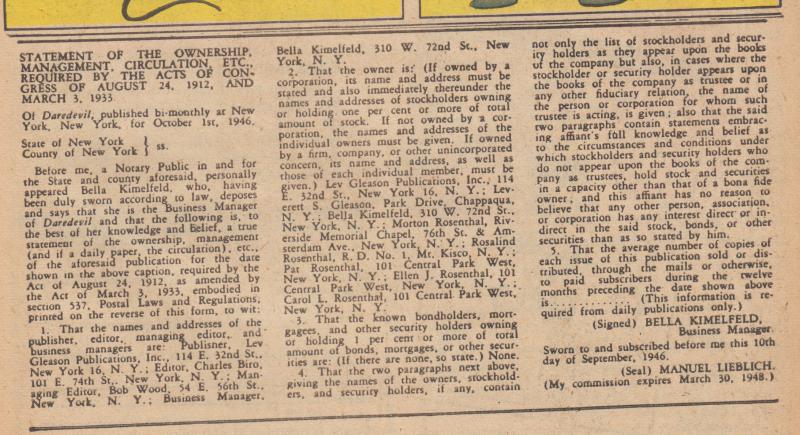 STATEMENT OF THE OWNERSHIP,
MANAGEMENT, CIRCULATION, ETC.,
REQUIRED BY THE ACTS OF CON-
GRESS OF AUGUST 24, 1912, AND
MARCH 3, 1933
Of Daredevil, published bi-monthly at New
York, New York, for October 1st, 1946.
State of New York }
County of New York } ss.
Before me, a Notary Public in and for
the State and county aforesaid, personally
appeared Bella Kimelfeld, who, having
been duly sworn according to law, deposes
and says that she is the Business Manager
of Daredevil and that the following is, to
the best of her knowledge and belief, a true
statement of the ownership, management
(and if a daily paper, the circulation), etc.,
of the aforesaid publication for the date
shown in the above caption, required by the
Act of August 24, 1912, as amended by
the Act of March 3, 1933, embodied in
section 537, Postal Laws and Regulations,
printed on the reverse of this form, to wit:
1. That the names and addresses of the
publisher, editor, managing editor, and
business managers are: Publisher, Lev
Gleason Publications, Inc., 114 E. 32nd St.,
New York 16, N. Y.; Editor, Charles Biro,
101 E. 74th St., New York, N. Y.; Man-
aging Editor, Bob Wood, 54 E. 56th St.,
New York, N. Y.; Business Manager,
Bella Kimelfeld, 310 W. 72nd St., New
York, N. Y.
2. That the owner is: (If owned by a
corporation, its name and address must be
stated and also immediately thereunder the
names and addresses of stockholders owning
or holding one per cent or more of total
amount of stock. If not owned by a cor-
poration, the names and addresses of the
individual owners must be given. If owned
by a firm, company, or other unincorporated
concern, its name and address, as well as
those of each individual member, must be
given.) Lev Gleason Publications, Inc., 114
E. 32nd St., New York 16, N. Y.; Lev-
erett S. Gleason, Park Drive, Chappaqua,
N. Y.; Bella Kimelfeld, 310 W. 72nd St.,
New York, N. Y.; Morton Rosenthal, Riv-
erside Memorial Chapel, 76th St. & Am-
sterdam Ave., New York, N. Y.; Rosalind
Rosenthal, R. D. No. 1, Mt. Kisco, N. Y.;
Pat Rosenthal, 101 Central Park West,
New York, N. Y.; Ellen J. Rosenthal, 101
Central Park West, New York, N. Y.;
Carol L. Rosenthal, 101 Central Park West,
New York, N. Y.
3. That the known bondholders, mort-
gagees, and other security holders owning
or holding 1 per cent or more of total
amount of bonds, mortgages, or other secur-
ities are: (If there are none, so state.) None.
4. That the two paragraphs next above,
giving the names of the owners, stockhold-
ers, and security holders, if any, contain
not only the list of stockholders and secur-
ity holders as they appear upon the books
of the company but also, in cases where the
stockholder or security holder appears upon
the books of the company as trustee or in
any other fiduciary relation, the name of
the person or corporation for whom such
trustee is acting, is given; also that the said
two paragraphs contain statements embrac-
ing affiant's full knowledge and belief as
to the circumstances and conditions under
which stockholders and security holders who
do not appear upon the books of the com-
pany as trustees, hold stock and securities
in a capacity other than that of a bona fide
owner; and this affiant has no reason to
believe that any other person, association,
or corporation has any interest direct or in-
direct in the said stock, bonds, or other
securities than as so stated by him.
5. That the average number of copies of
each issue of this publication sold or dis-
tributed, through the mails or otherwise,
to paid subscribers during the twelve
months preceding the date shown above
is............ (This information is re-
quired from daily publications only.)
(Signed) BELLA KIMELFELD,
Business Manager.
Sworn to and subscribed before me this 10th
day of September, 1946.
(Seal) MANUEL LIEBLICH.
(My commission expires March 30, 1948.)